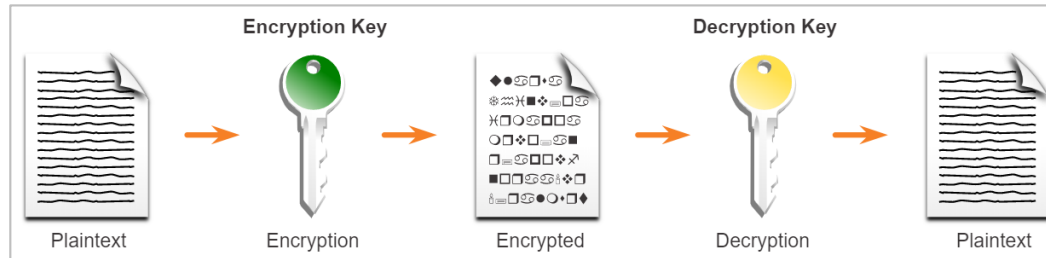 Encryption Key
Decryption Key
Plaintext
Encryption
Encrypted
Decryption
Plaintext